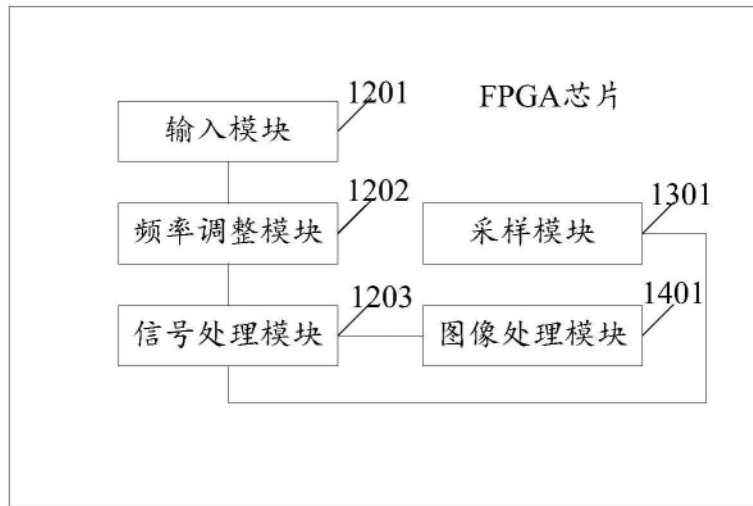 1201
FPGA芯片
输入模块
1202
1301
频率调整模块
采样模块
1203
1401
信号处理模块
图像处理模块